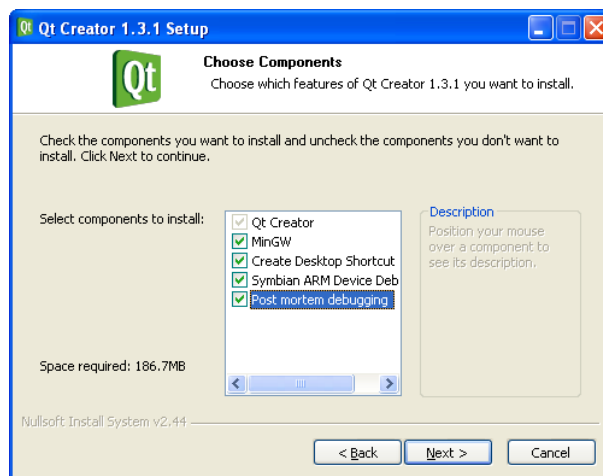 Qt Creator 1.3.1 Setup
Qt
Choose Components
Choose which features of Qt Creator 1.3.1 you want to install.
Check the components you want to install and uncheck the components you don't want to
install. Click Next to continue.
Select components to install:
Qt Creator
MinGW
Create Desktop Shortcut
Symbian ARM Device Deb
Post mortem debugging
Description
Position your mouse
over a component to
see its description.
Space required: 186.7MB
Nullsoft Install System v2.44
< Back
Next >
Cancel